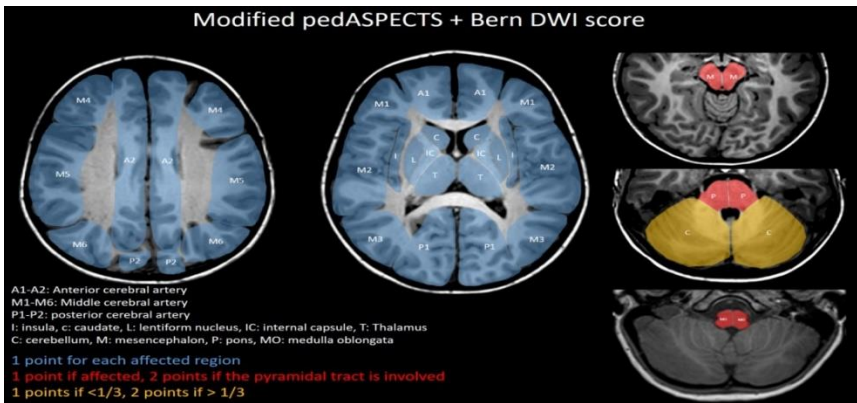 Modified pedASPECTS + Bern DWI score
M4 M4
A2 A2
M5 M5
M6 M6
P2 P2
A1 A1
M1 M1
C C
I L IC IC L I
M2 M2
T T
M3 M3
P1 P1
M M
P P
C C
MO MO
A1-A2: Anterior cerebral artery
M1-M6: Middle cerebral artery
P1-P2: posterior cerebral artery
I: insula, c: caudate, L: lentiform nucleus, IC: internal capsule, T: Thalamus
C: cerebellum, M: mesencephalon, P: pons, MO: medulla oblongata
1 point for each affected region
1 point if affected, 2 points if the pyramidal tract is involved
1 points if <1/3, 2 points if > 1/3